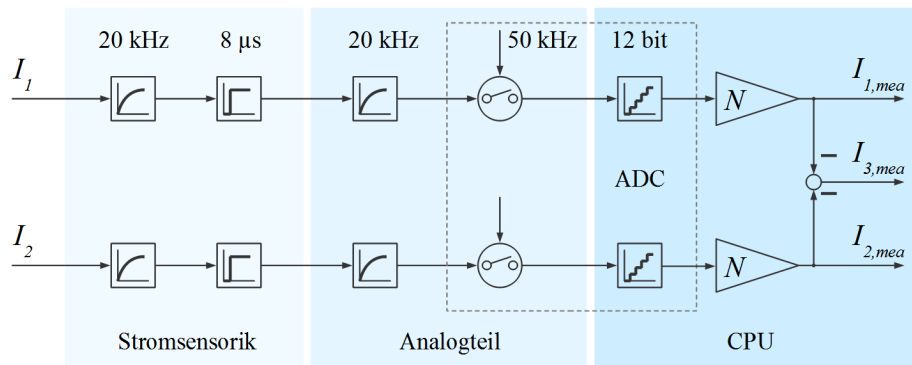 20 kHz 8 µs 20 kHz 50 kHz 12 bit
I1 N I1,mea
I3,mea
ADC
I2 N I2,mea
Stromsensorik Analogteil CPU